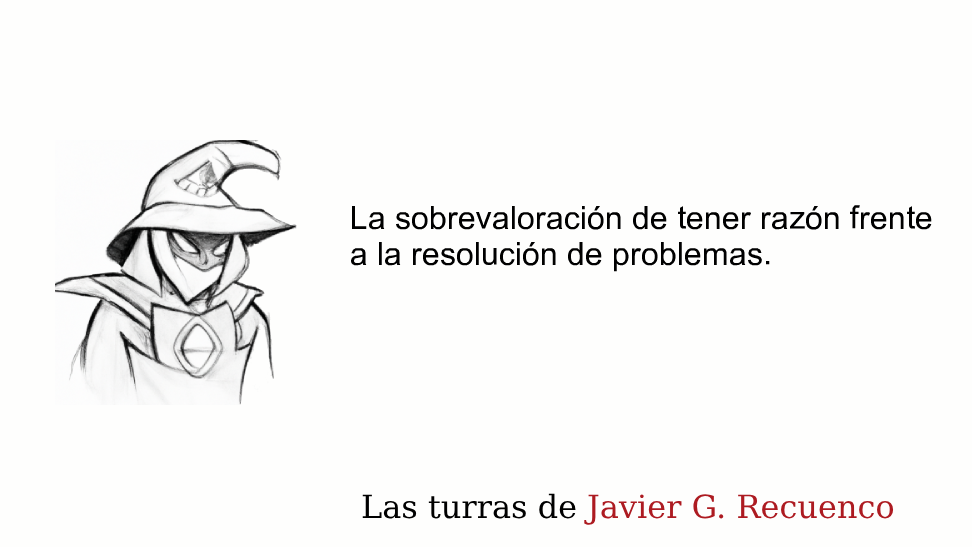 La sobrevaloración de tener razón frente
a la resolución de problemas.
Las turras de Javier G. Recuenco